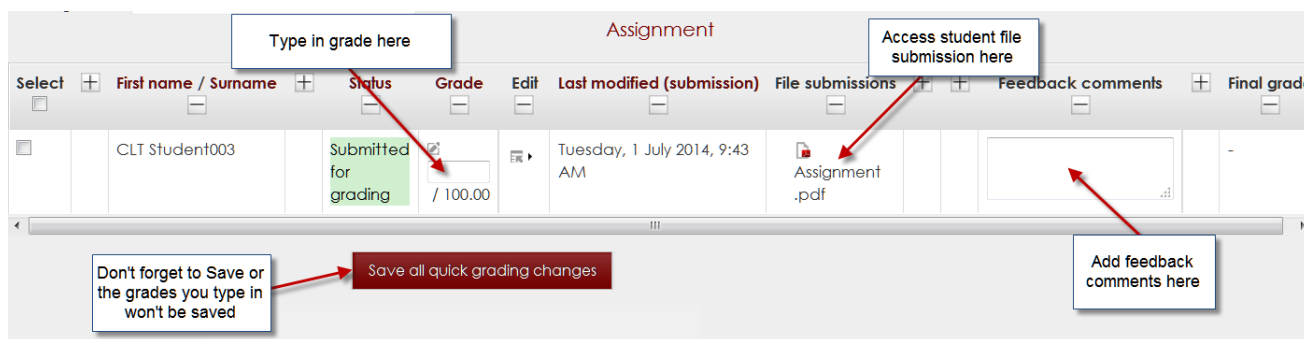 Type in grade here
Assignment
Access student file
submission here
Select
First name / Surname
Status
Grade
Edit
Last modified (submission)
File submissions
Feedback comments
Final grad
CLT Student003
Submitted
for
grading
/ 100.00
Tuesday, 1 July 2014, 9:43
AM
Assignment
.pdf
-
Don't forget to Save or
the grades you type in
won't be saved
Save all quick grading changes
Add feedback
comments here